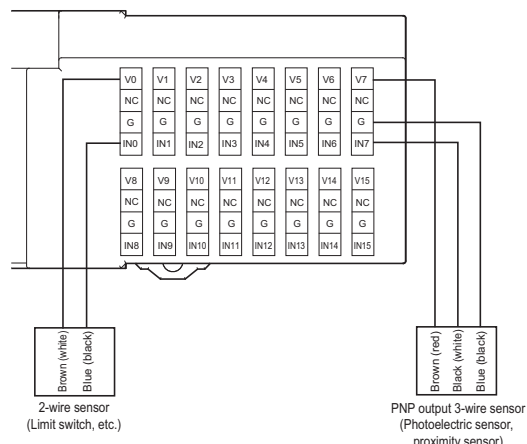 V0 V1 V2 V3 V4 V5 V6 V7
NC NC NC NC NC NC NC NC
G G G G G G G G
IN0 IN1 IN2 IN3 IN4 IN5 IN6 IN7
V8 V9 V10 V11 V12 V13 V14 V15
NC NC NC NC NC NC NC NC
G G G G G G G G
IN8 IN9 IN10 IN11 IN12 IN13 IN14 IN15
Brown (white)
Blue (black)
2-wire sensor
(Limit switch, etc.)
Brown (red)
Black (white)
Blue (black)
PNP output 3-wire sensor
(Photoelectric sensor,
proximity sensor)